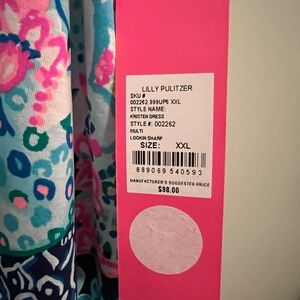 LILLY PULITZER
SKU #
002262 999UP6 XXL
STYLE NAME:
KRISTEN DRESS
STYLE #: 002262
MULTI
LOOKIN SHARP
SIZE: XXL
889069 540593
MANUFACTURER'S SUGGESTED PRICE
$98.00